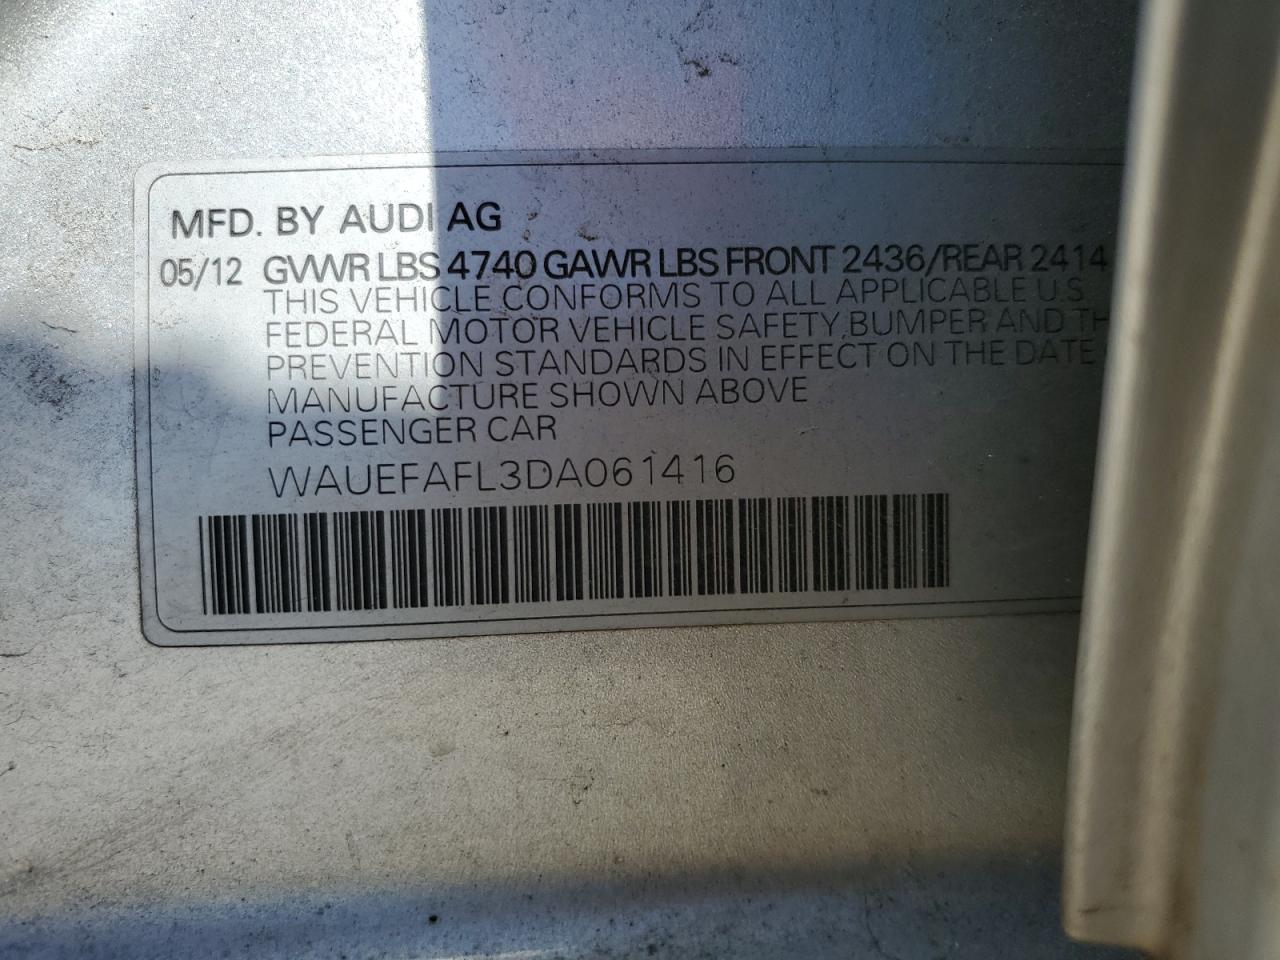 MFD. BY AUDI AG
05/12 GVWR LBS 4740 GAWR LBS FRONT 2436/REAR 2414
THIS VEHICLE CONFORMS TO ALL APPLICABLE U.S.
FEDERAL MOTOR VEHICLE SAFETY, BUMPER AND TH
PREVENTION STANDARDS IN EFFECT ON THE DATE
MANUFACTURE SHOWN ABOVE
PASSENGER CAR
WAUEFAFL3DA061416